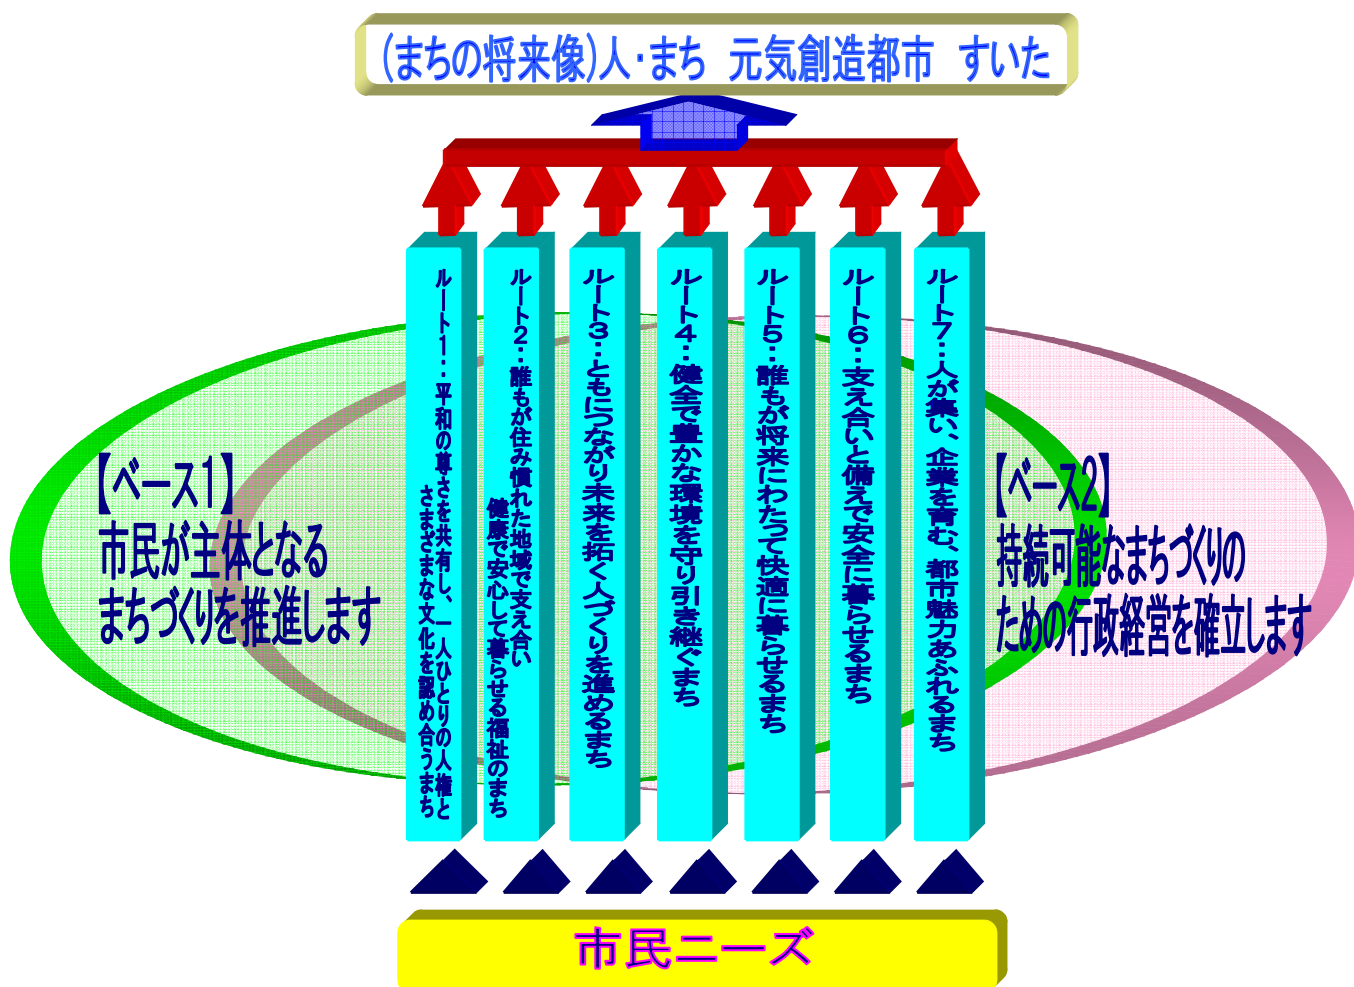 (まちの将来像)人・まち　元気創造都市　すいた
【ベース1】
市民が主体となる
まちづくりを推進します
ルート1：平和の尊さを共有し、一人ひとりの人権と
さまざまな文化を認め合うまち
ルート2：誰もが住み慣れた地域で支え合い
健康で安心して暮らせる福祉のまち
ルート3：ともにつながり未来を拓く人づくりを進めるまち
ルート4：健全で豊かな環境を守り引き継ぐまち
ルート5：誰もが将来にわたって快適に暮らせるまち
ルート6：支え合いと備えで安全に暮らせるまち
ルート7：人が集い、企業を育む、都市魅力あふれるまち
【ベース2】
持続可能なまちづくりの
ための行政経営を確立します
市民ニーズ